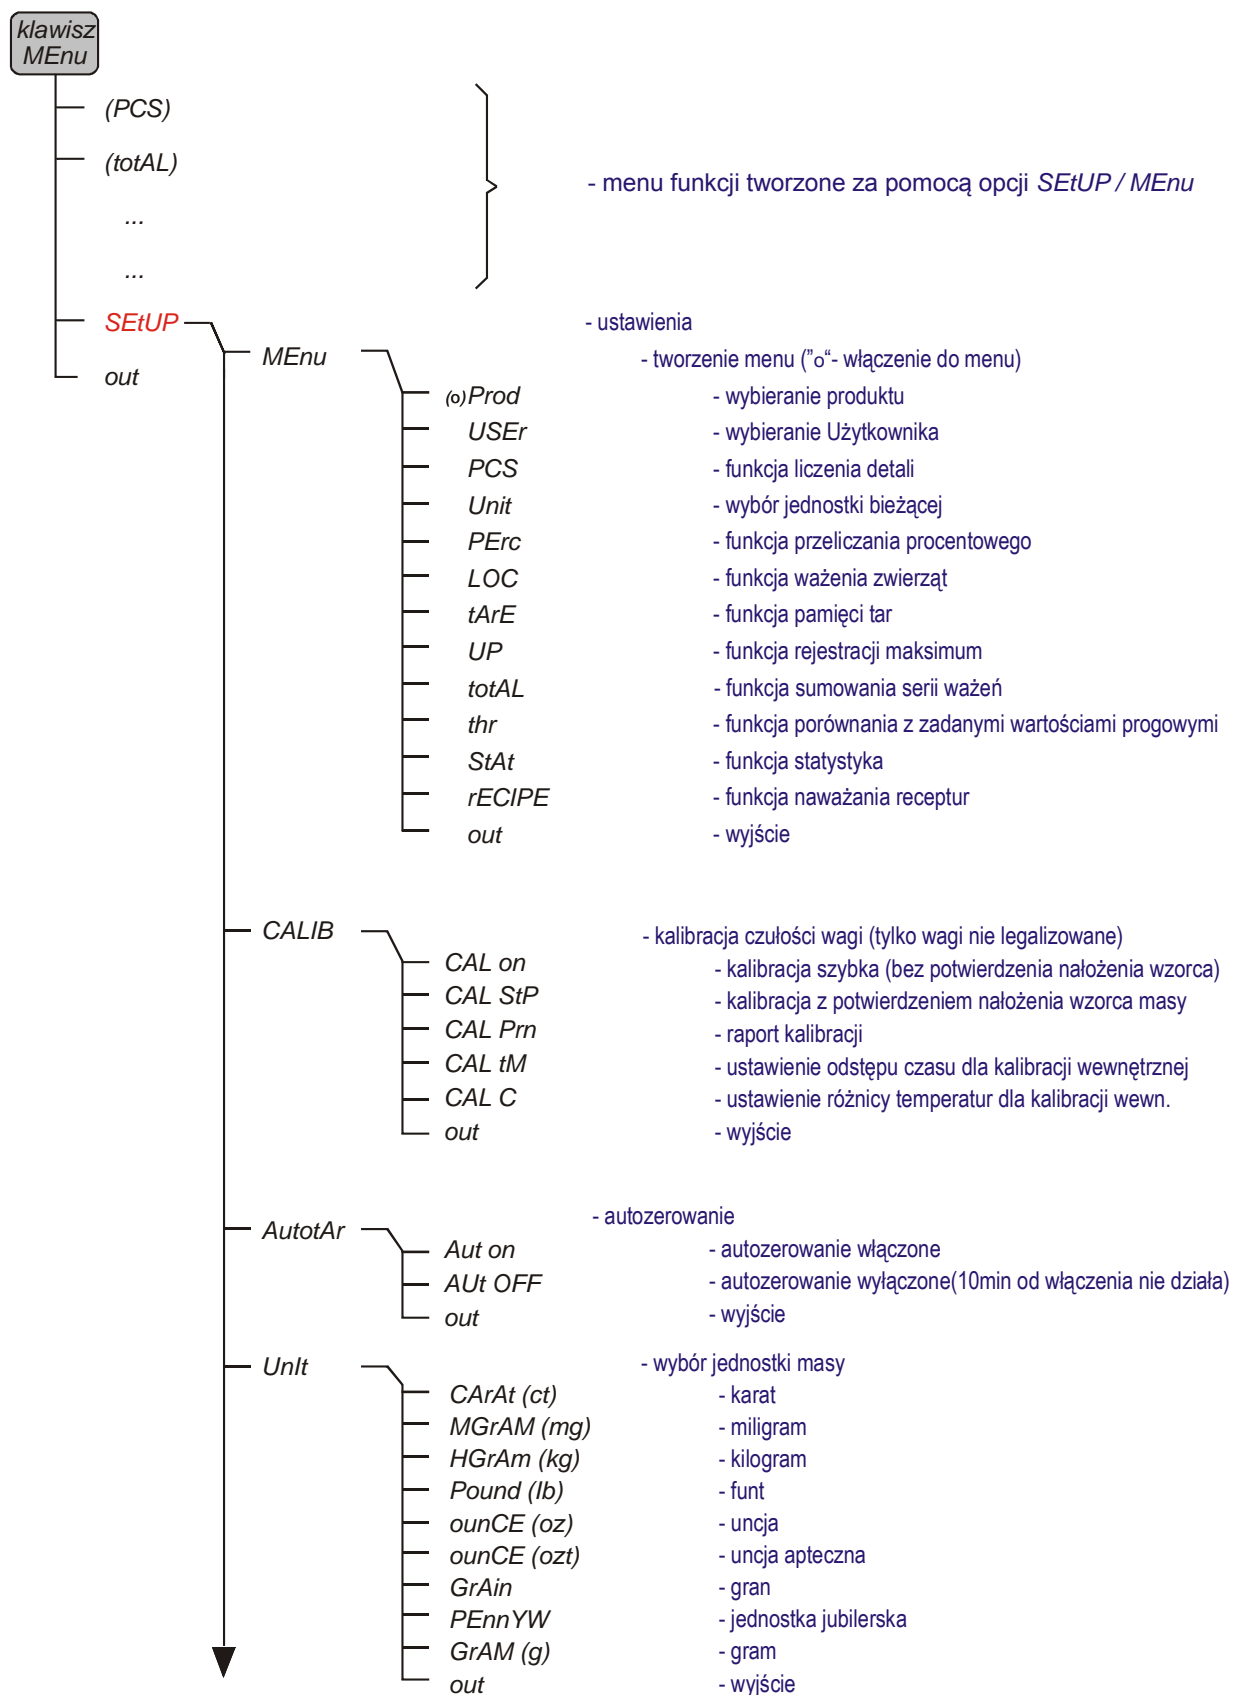 klawisz
MEnu
(PCS)
(totAL)
- menu funkcji tworzone za pomocą opcji SEtUP / MEnu
...
...
SEtUP - ustawienia
MEnu - tworzenie menu (”o“- włączenie do menu)
out
(o)Prod - wybieranie produktu
USEr - wybieranie Użytkownika
PCS - funkcja liczenia detali
Unit - wybór jednostki bieżącej
PErc - funkcja przeliczania procentowego
LOC - funkcja ważenia zwierząt
tArE - funkcja pamięci tar
UP - funkcja rejestracji maksimum
totAL - funkcja sumowania serii ważeń
thr - funkcja porównania z zadanymi wartościami progowymi
StAt - funkcja statystyka
rECIPE - funkcja naważania receptur
out - wyjście
CALIB - kalibracja czułości wagi (tylko wagi nie legalizowane)
CAL on - kalibracja szybka (bez potwierdzenia nałożenia wzorca)
CAL StP - kalibracja z potwierdzeniem nałożenia wzorca masy
CAL Prn - raport kalibracji
CAL tM - ustawienie odstępu czasu dla kalibracji wewnętrznej
CAL C - ustawienie różnicy temperatur dla kalibracji wewn.
out - wyjście
AutotAr - autozerowanie
Aut on - autozerowanie włączone
AUt OFF - autozerowanie wyłączone(10min od włączenia nie działa)
out - wyjście
UnIt - wybór jednostki masy
CArAt (ct) - karat
MGrAM (mg) - miligram
HGrAm (kg) - kilogram
Pound (lb) - funt
ounCE (oz) - uncja
ounCE (ozt) - uncja apteczna
GrAin - gran
PEnnYW - jednostka jubilerska
GrAM (g) - gram
out - wyjście